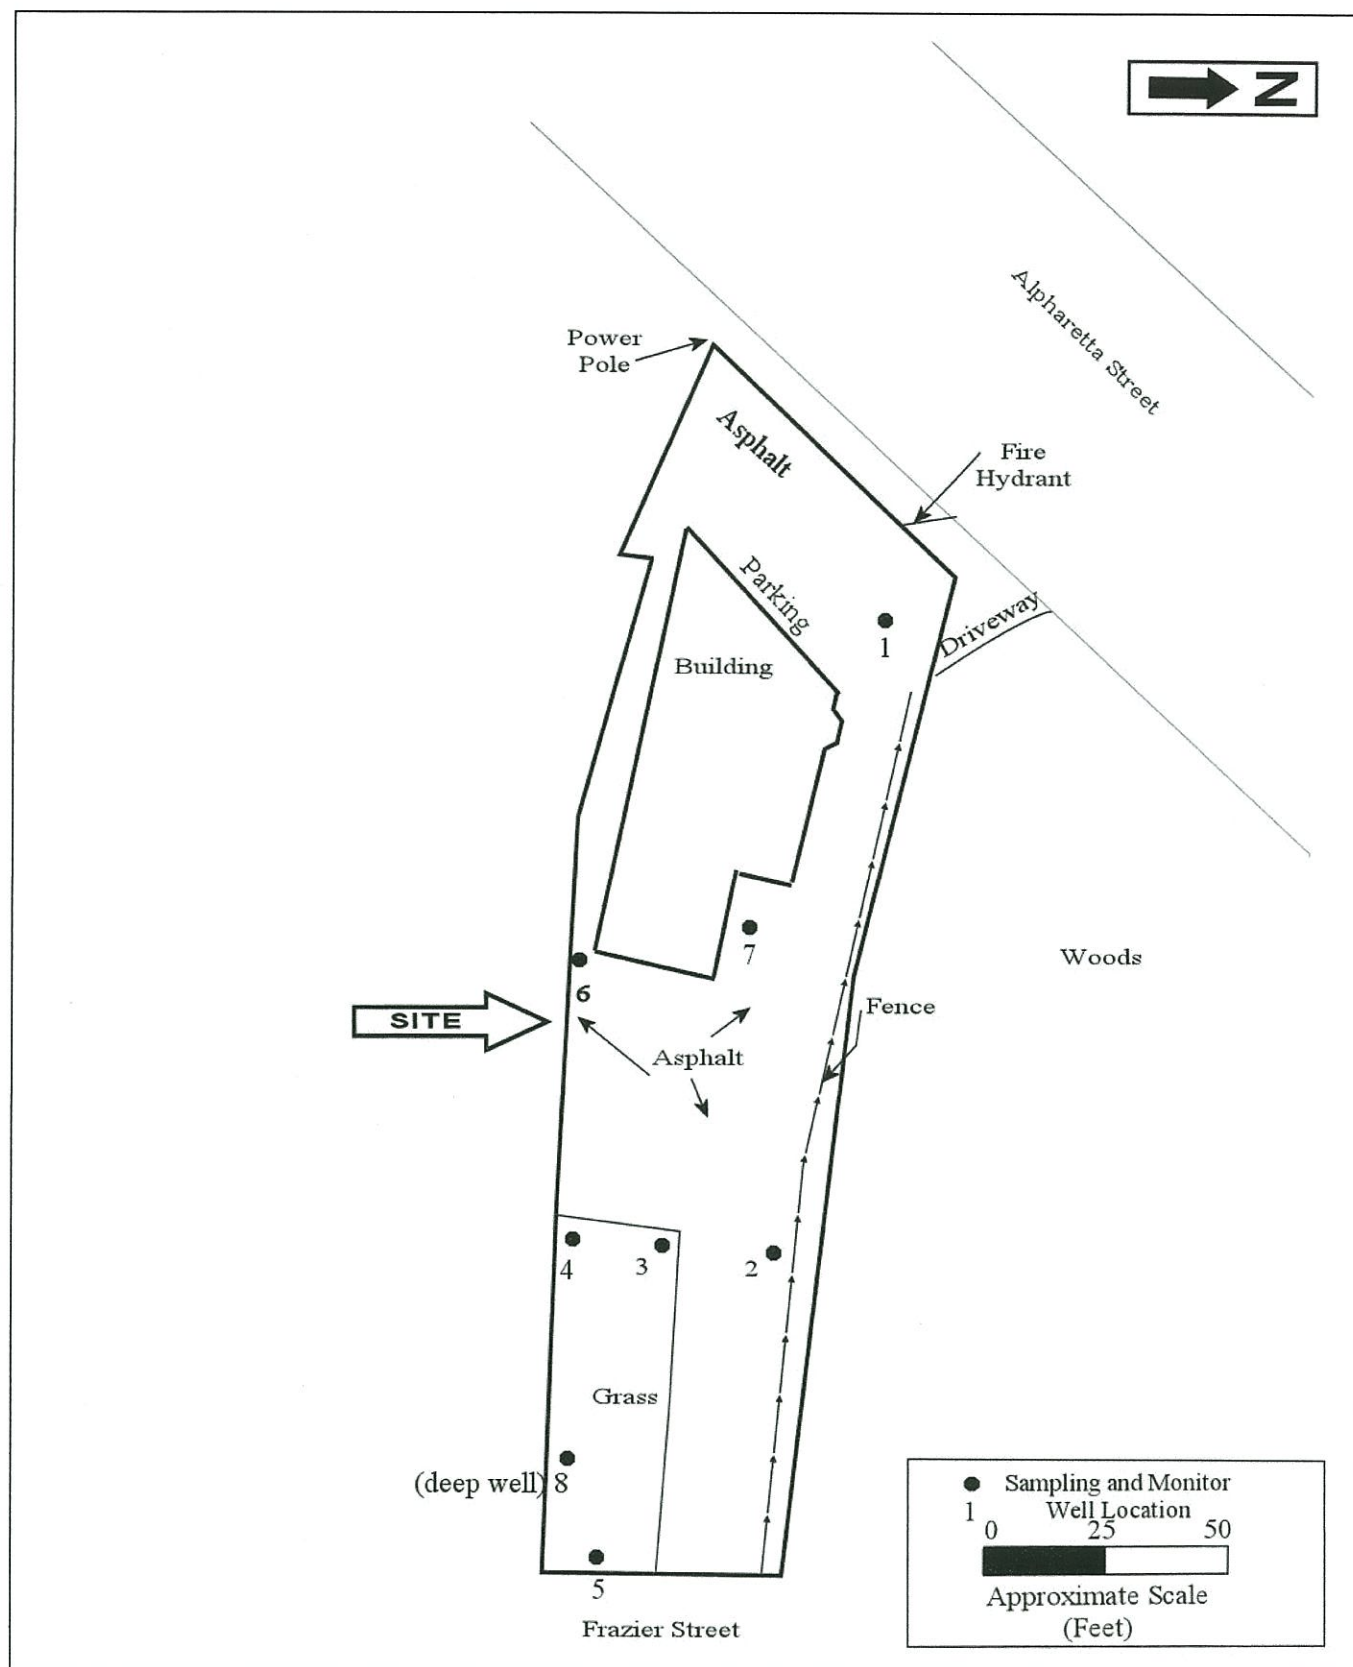 N
Alpharetta Street
Power
Pole
Asphalt
Fire
Hydrant
Parking
Driveway
1
Building
7
Woods
6
SITE
Fence
Asphalt
4
3
2
Grass
(deep well) 8
5
Frazier Street
Sampling and Monitor
1 Well Location
0 25 50
Approximate Scale
(Feet)